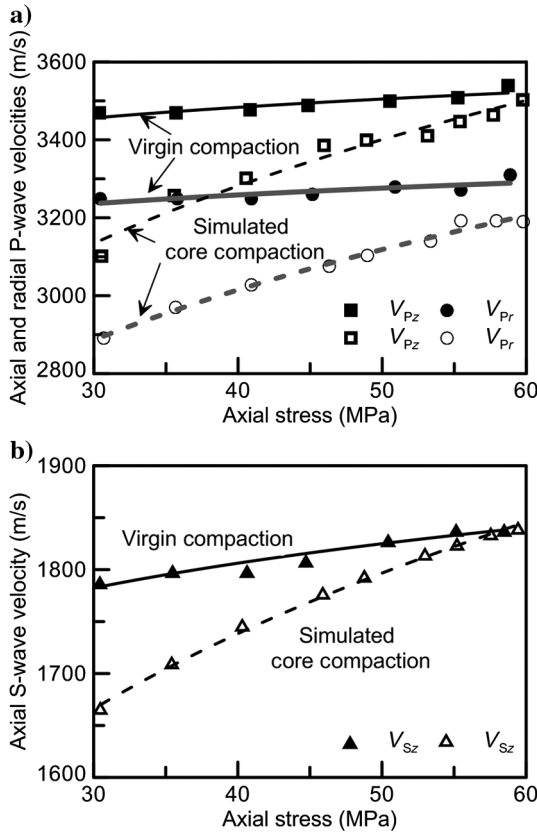 a)
Axial and radial P-wave velocities (m/s)
3600
3400
3200
3000
2800
Virgin compaction
Simulated
core compaction
VPz VPr
VPz VPr
30 40 50 60
Axial stress (MPa)
b)
Axial S-wave velocity (m/s)
1900
1800
1700
1600
Virgin compaction
Simulated
core compaction
VSz VSz
30 40 50 60
Axial stress (MPa)